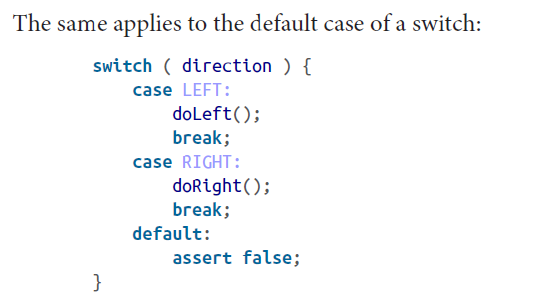 The same applies to the default case of a switch:
switch ( direction ) {
    case LEFT:
        doLeft();
        break;
    case RIGHT:
        doRight();
        break;
    default:
        assert false;
}